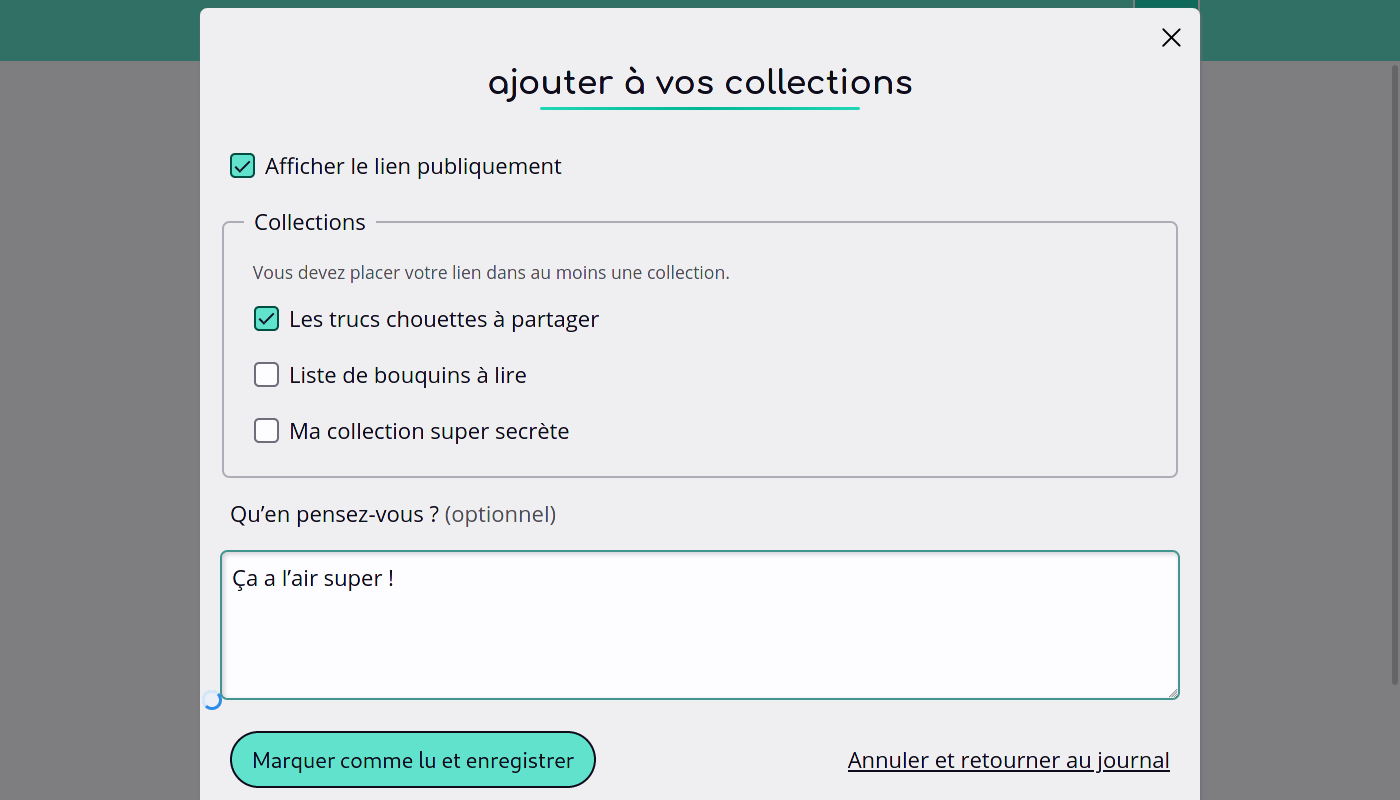 ajouter à vos collections
Afficher le lien publiquement
Collections
Vous devez placer votre lien dans au moins une collection.
Les trucs chouettes à partager
Liste de bouquins à lire
Ma collection super secrète
Qu’en pensez-vous ? (optionnel)
Ça a l’air super !
Marquer comme lu et enregistrer
Annuler et retourner au journal